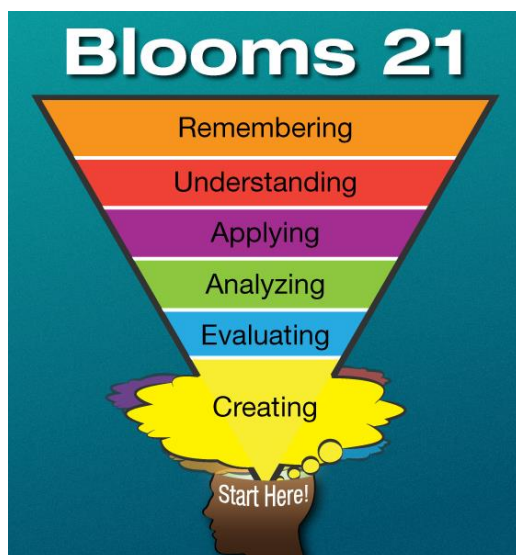 Blooms 21
Remembering
Understanding
Applying
Analyzing
Evaluating
Creating
Start Here!